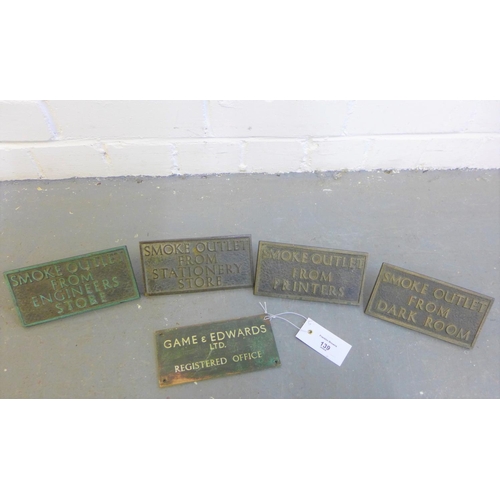 SMOKE OUTLET
FROM
ENGINEERS
STORE
SMOKE OUTLET
FROM
STATIONERY
STORE
SMOKE OUTLET
FROM
PRINTERS
SMOKE OUTLET
FROM
DARK ROOM
GAME & EDWARDS
LTD.
REGISTERED OFFICE
139